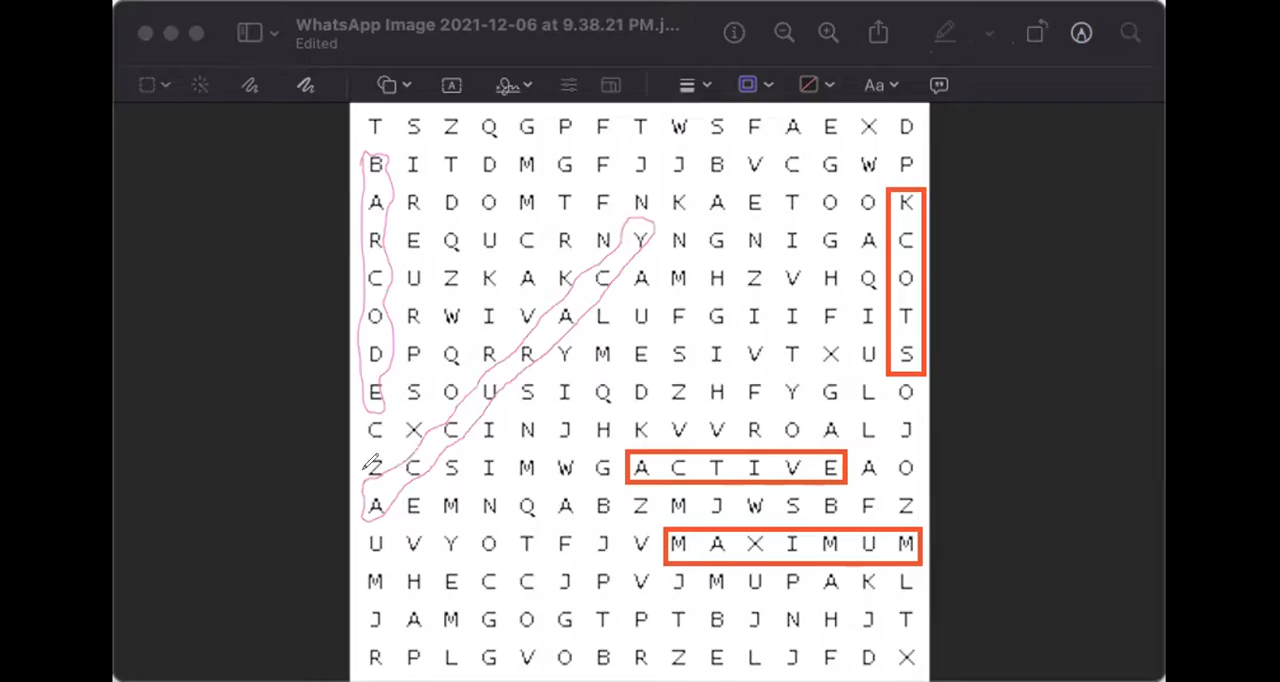 WhatsApp Image 2021-12-06 at 9.38.21 PM.j...
Edited
A Aa
T S Z Q G P F T W S F A E X D
B I T D M G F J J B V C G W P
A R D O M T F N K A E T O O K
R E Q U C R N Y N G N I G A C
C U Z K A K C A M H Z V H Q O
O R W I V A L U F G I I F I T
D P Q R R Y M E S I V T X U S
E S O U S I Q D Z H F Y G L O
C X C I N J H K V V R O A L J
Z C S I M W G A C T I V E A O
A E M N Q A B Z M J W S B F Z
U V Y O T F J V M A X I M U M
M H E C C J P V J M U P A K L
J A M G O G T P T B J N H J T
R P L G V O B R Z E L J F D X